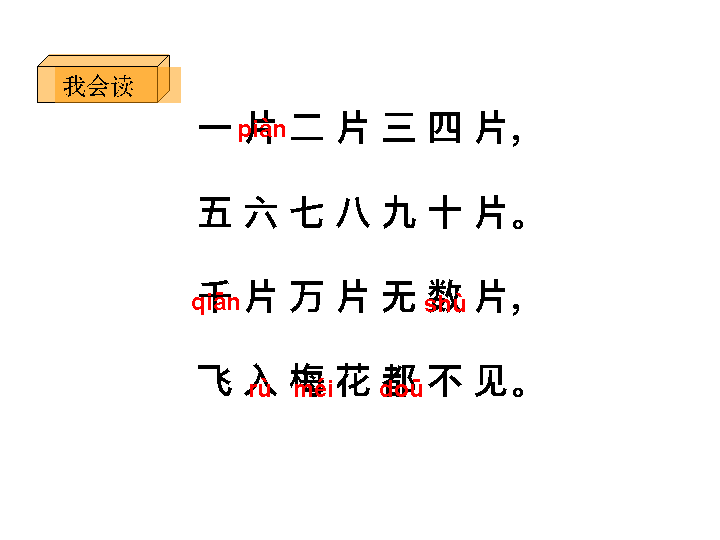 我会读
一片二片三四片，
piàn
五六七八九十片。
千片万片无数片，
qiān shù
飞入梅花都不见。
rù méi doū